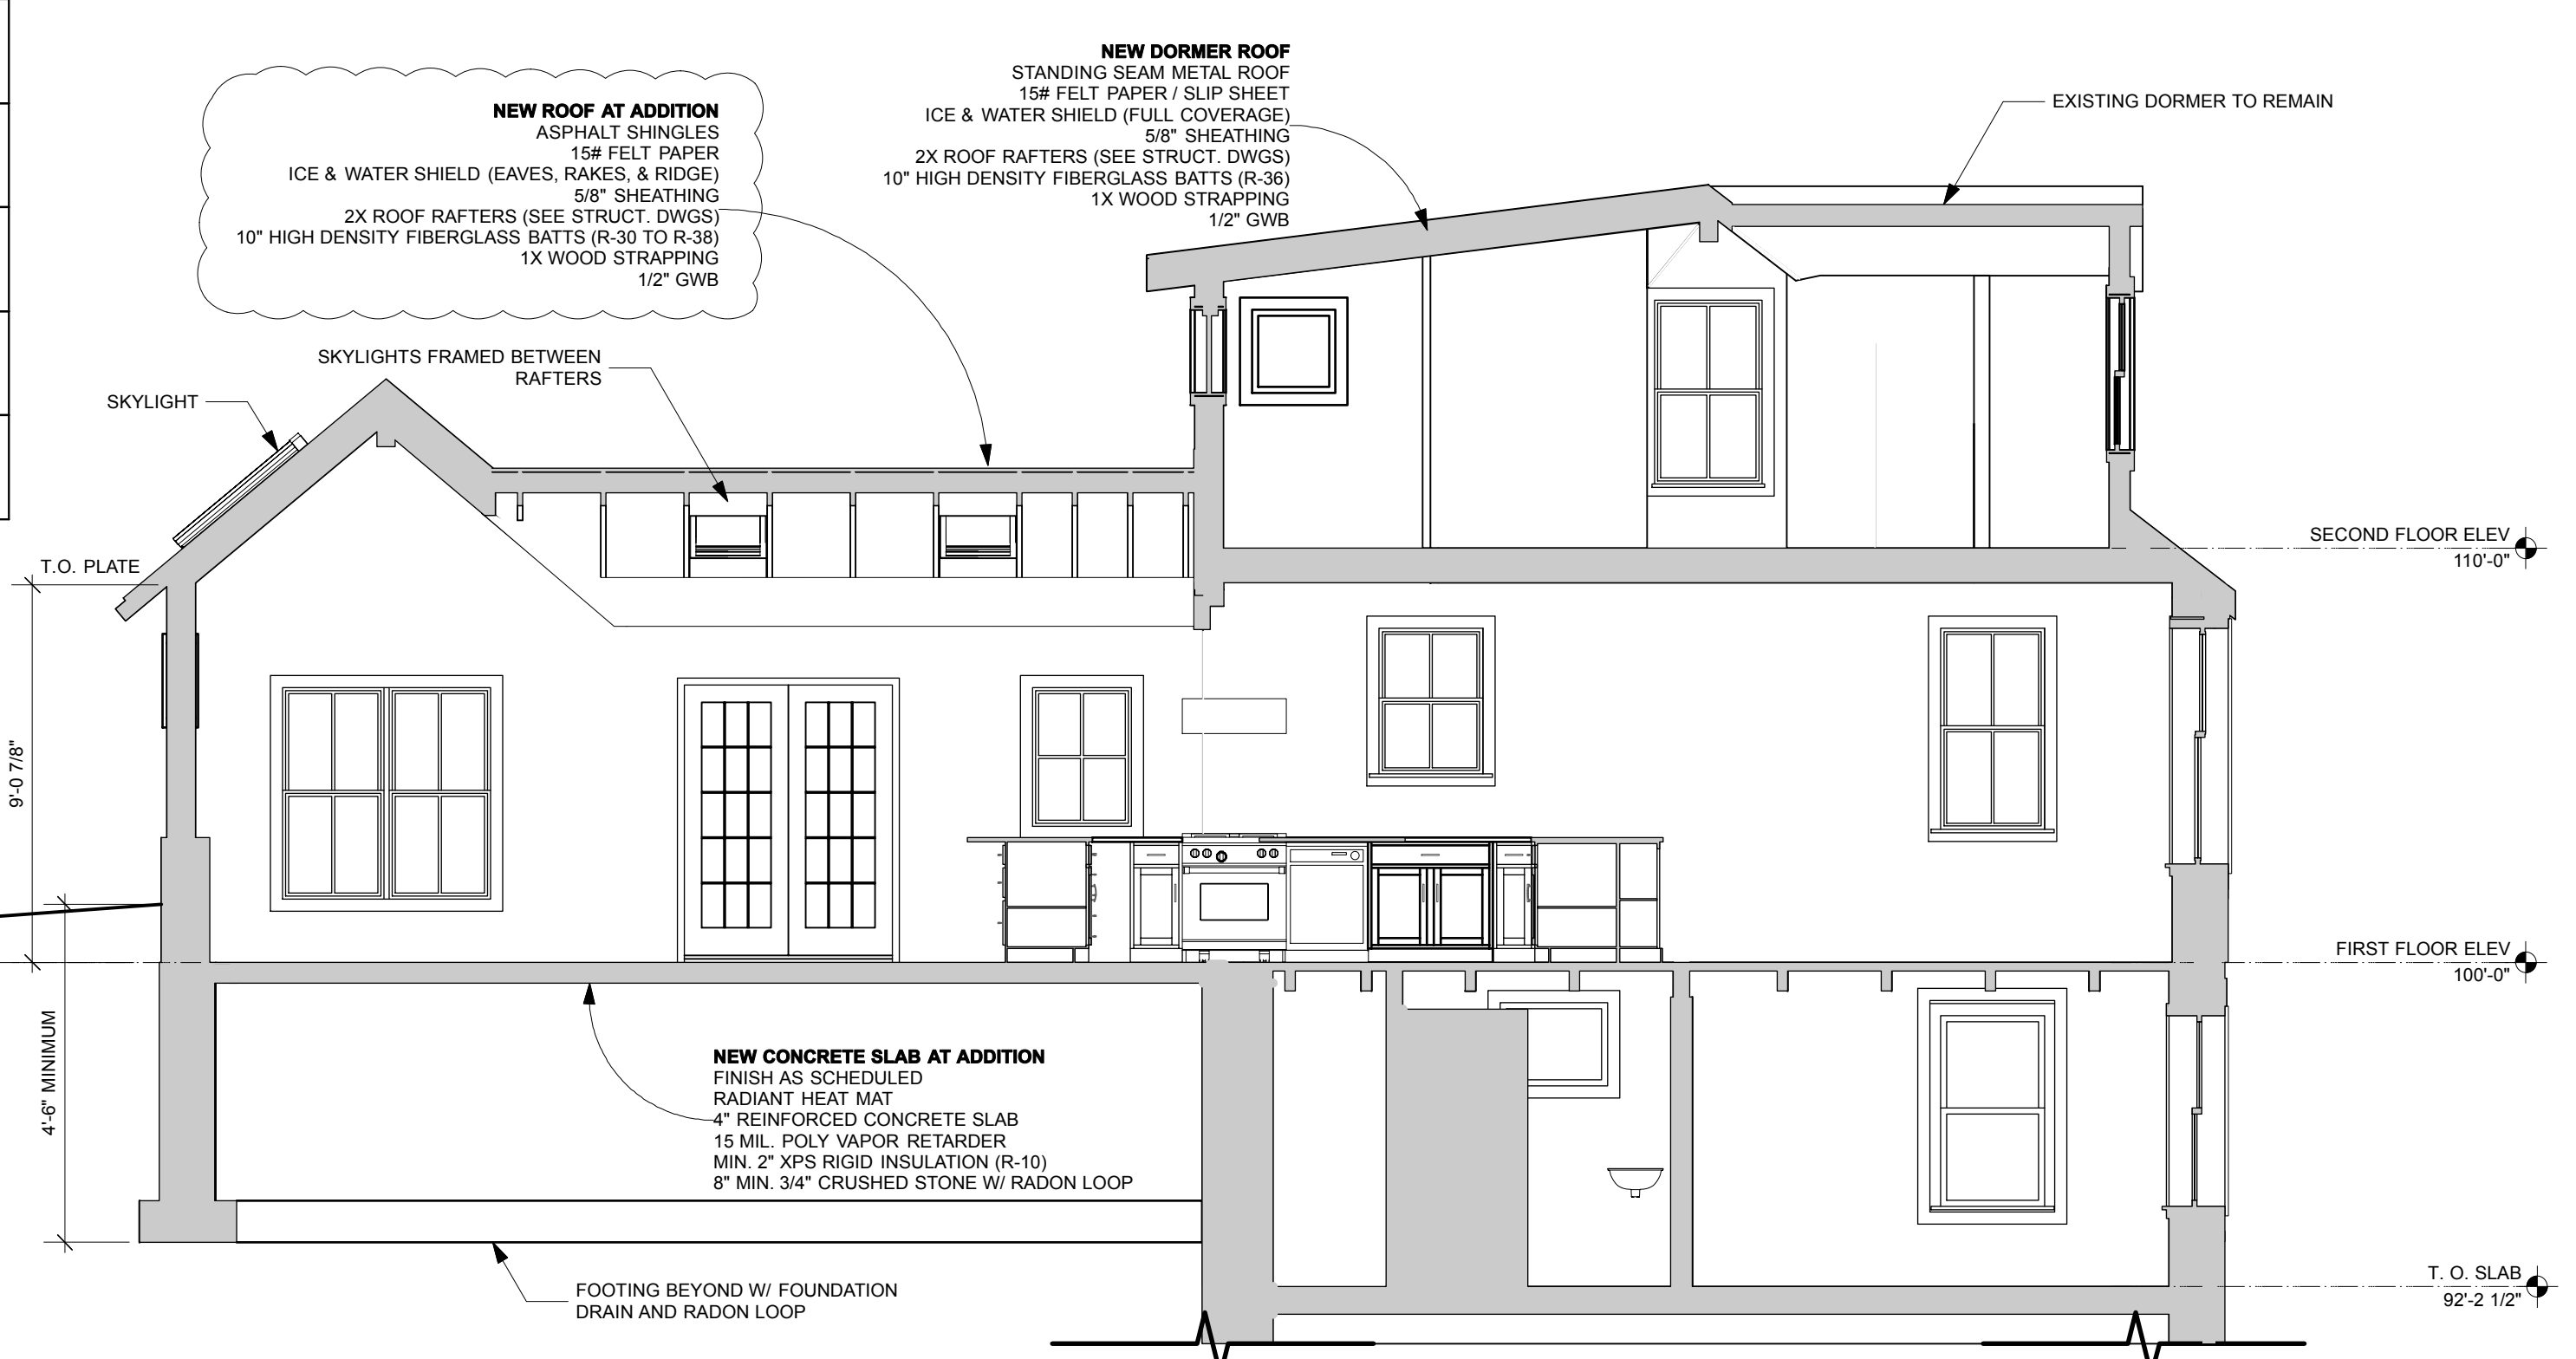 NEW ROOF AT ADDITION
ASPHALT SHINGLES
15# FELT PAPER
ICE & WATER SHIELD (EAVES, RAKES, & RIDGE)
5/8" SHEATHING
2X ROOF RAFTERS (SEE STRUCT. DWGS)
10" HIGH DENSITY FIBERGLASS BATTS (R-30 TO R-38)
1X WOOD STRAPPING
1/2" GWB
NEW DORMER ROOF
STANDING SEAM METAL ROOF
15# FELT PAPER / SLIP SHEET
ICE & WATER SHIELD (FULL COVERAGE)
5/8" SHEATHING
2X ROOF RAFTERS (SEE STRUCT. DWGS)
10" HIGH DENSITY FIBERGLASS BATTS (R-36)
1X WOOD STRAPPING
1/2" GWB
EXISTING DORMER TO REMAIN
SKYLIGHTS FRAMED BETWEEN
RAFTERS
SKYLIGHT
T.O. PLATE
9'-0 7/8"
4'-6" MINIMUM
SECOND FLOOR ELEV
110'-0"
FIRST FLOOR ELEV
100'-0"
NEW CONCRETE SLAB AT ADDITION
FINISH AS SCHEDULED
RADIANT HEAT MAT
4" REINFORCED CONCRETE SLAB
15 MIL. POLY VAPOR RETARDER
MIN. 2" XPS RIGID INSULATION (R-10)
8" MIN. 3/4" CRUSHED STONE W/ RADON LOOP
FOOTING BEYOND W/ FOUNDATION
DRAIN AND RADON LOOP
T. O. SLAB
92'-2 1/2"